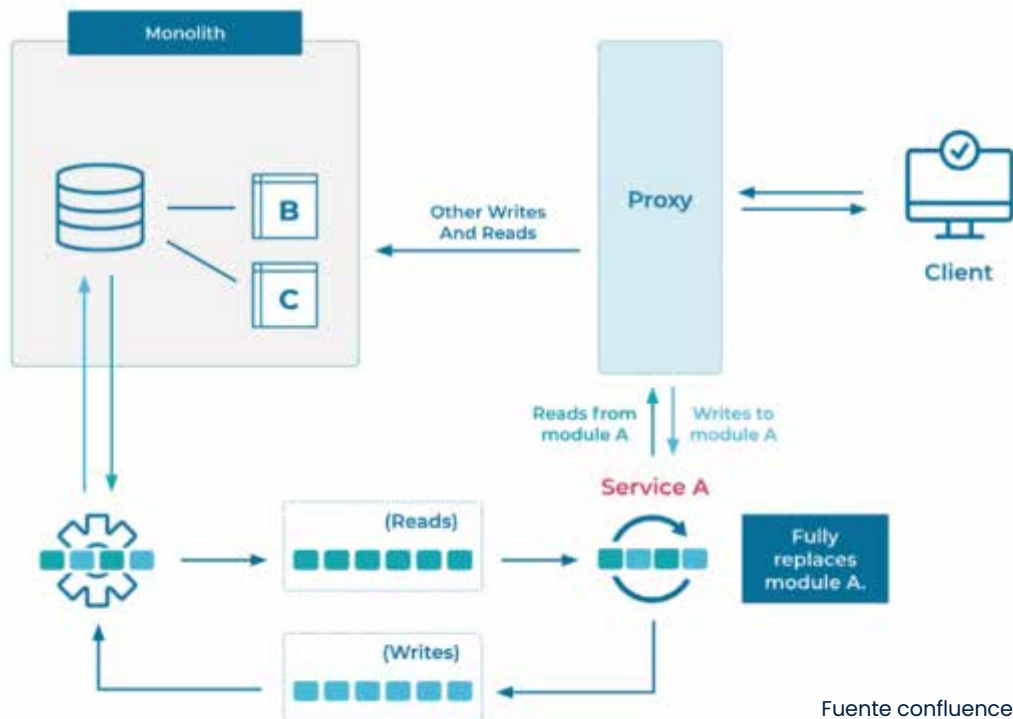 Monolith
B
C
Other Writes
And Reads
Proxy
Client
Reads from
module A
Writes to
module A
Service A
(Reads)
Fully
replaces
module A.
(Writes)
Fuente confluence